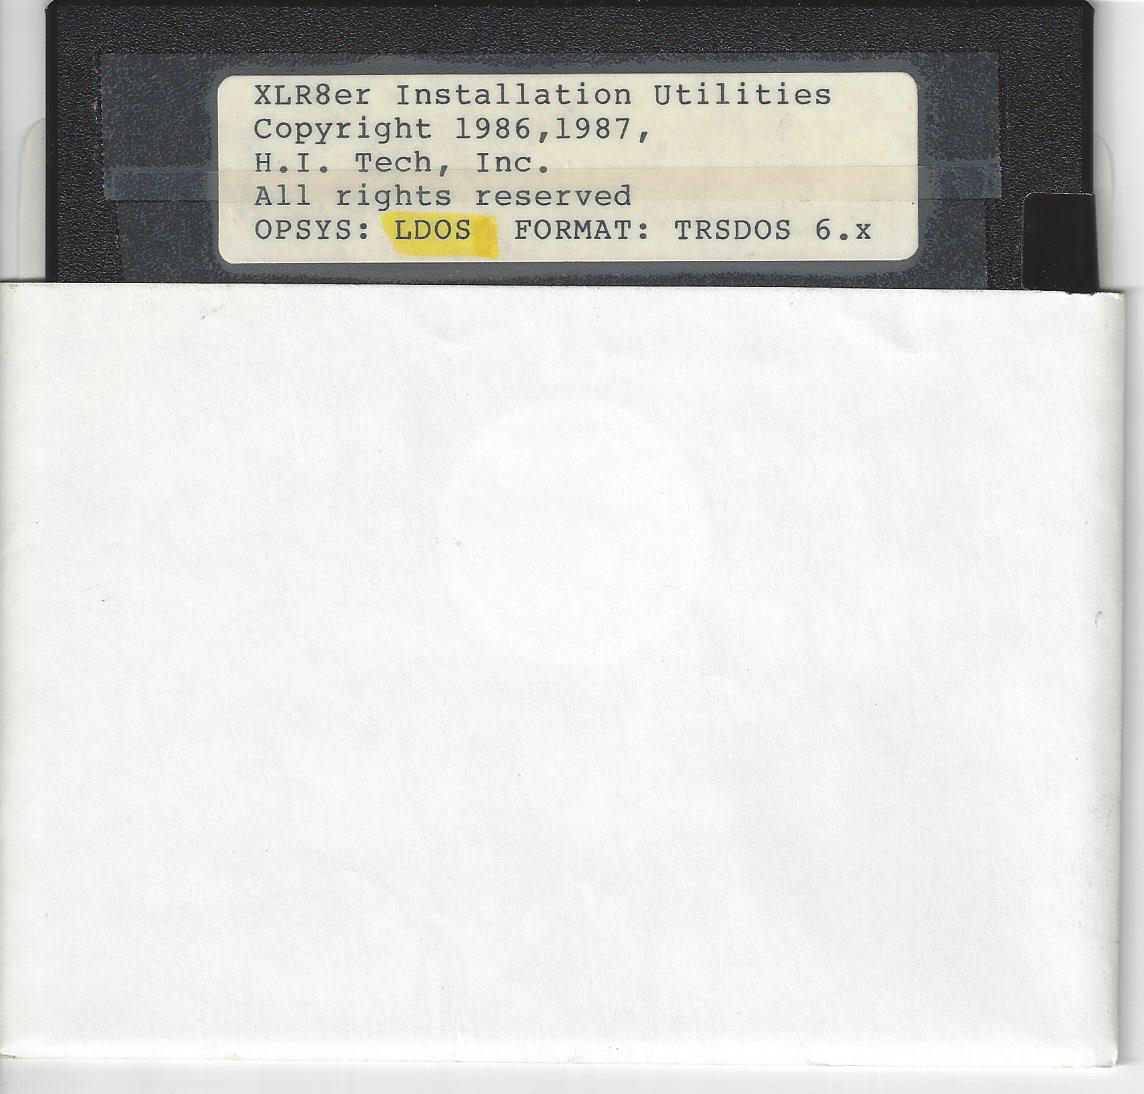 XLR8er Installation Utilities
Copyright 1986,1987,
H.I. Tech, Inc.
All rights reserved
OPSYS: LDOS FORMAT: TRSDOS 6.x